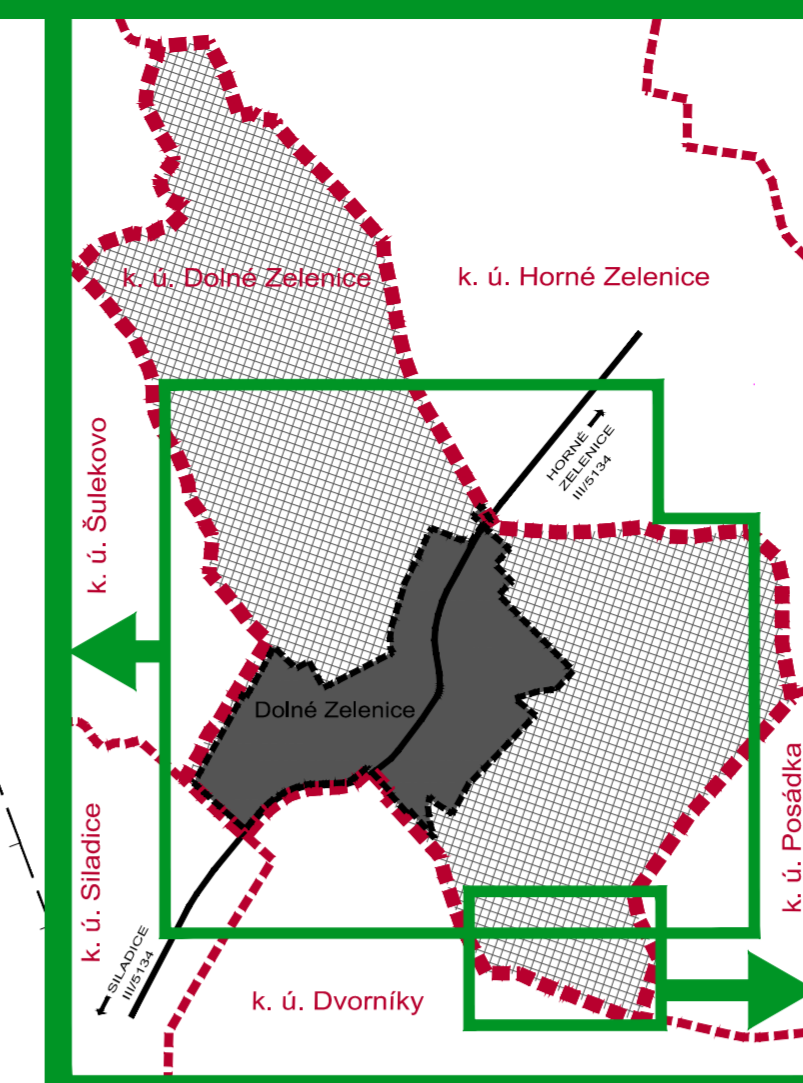 k. ú. Dolné Zelenice
k. ú. Horné Zelenice
HORNÉ
ZELENICE
III/5134
k. ú. Šulekovo
Dolné Zelenice
k. ú. Posádka
k. ú. Siladice
SILADICE
III/5134
k. ú. Dvorníky